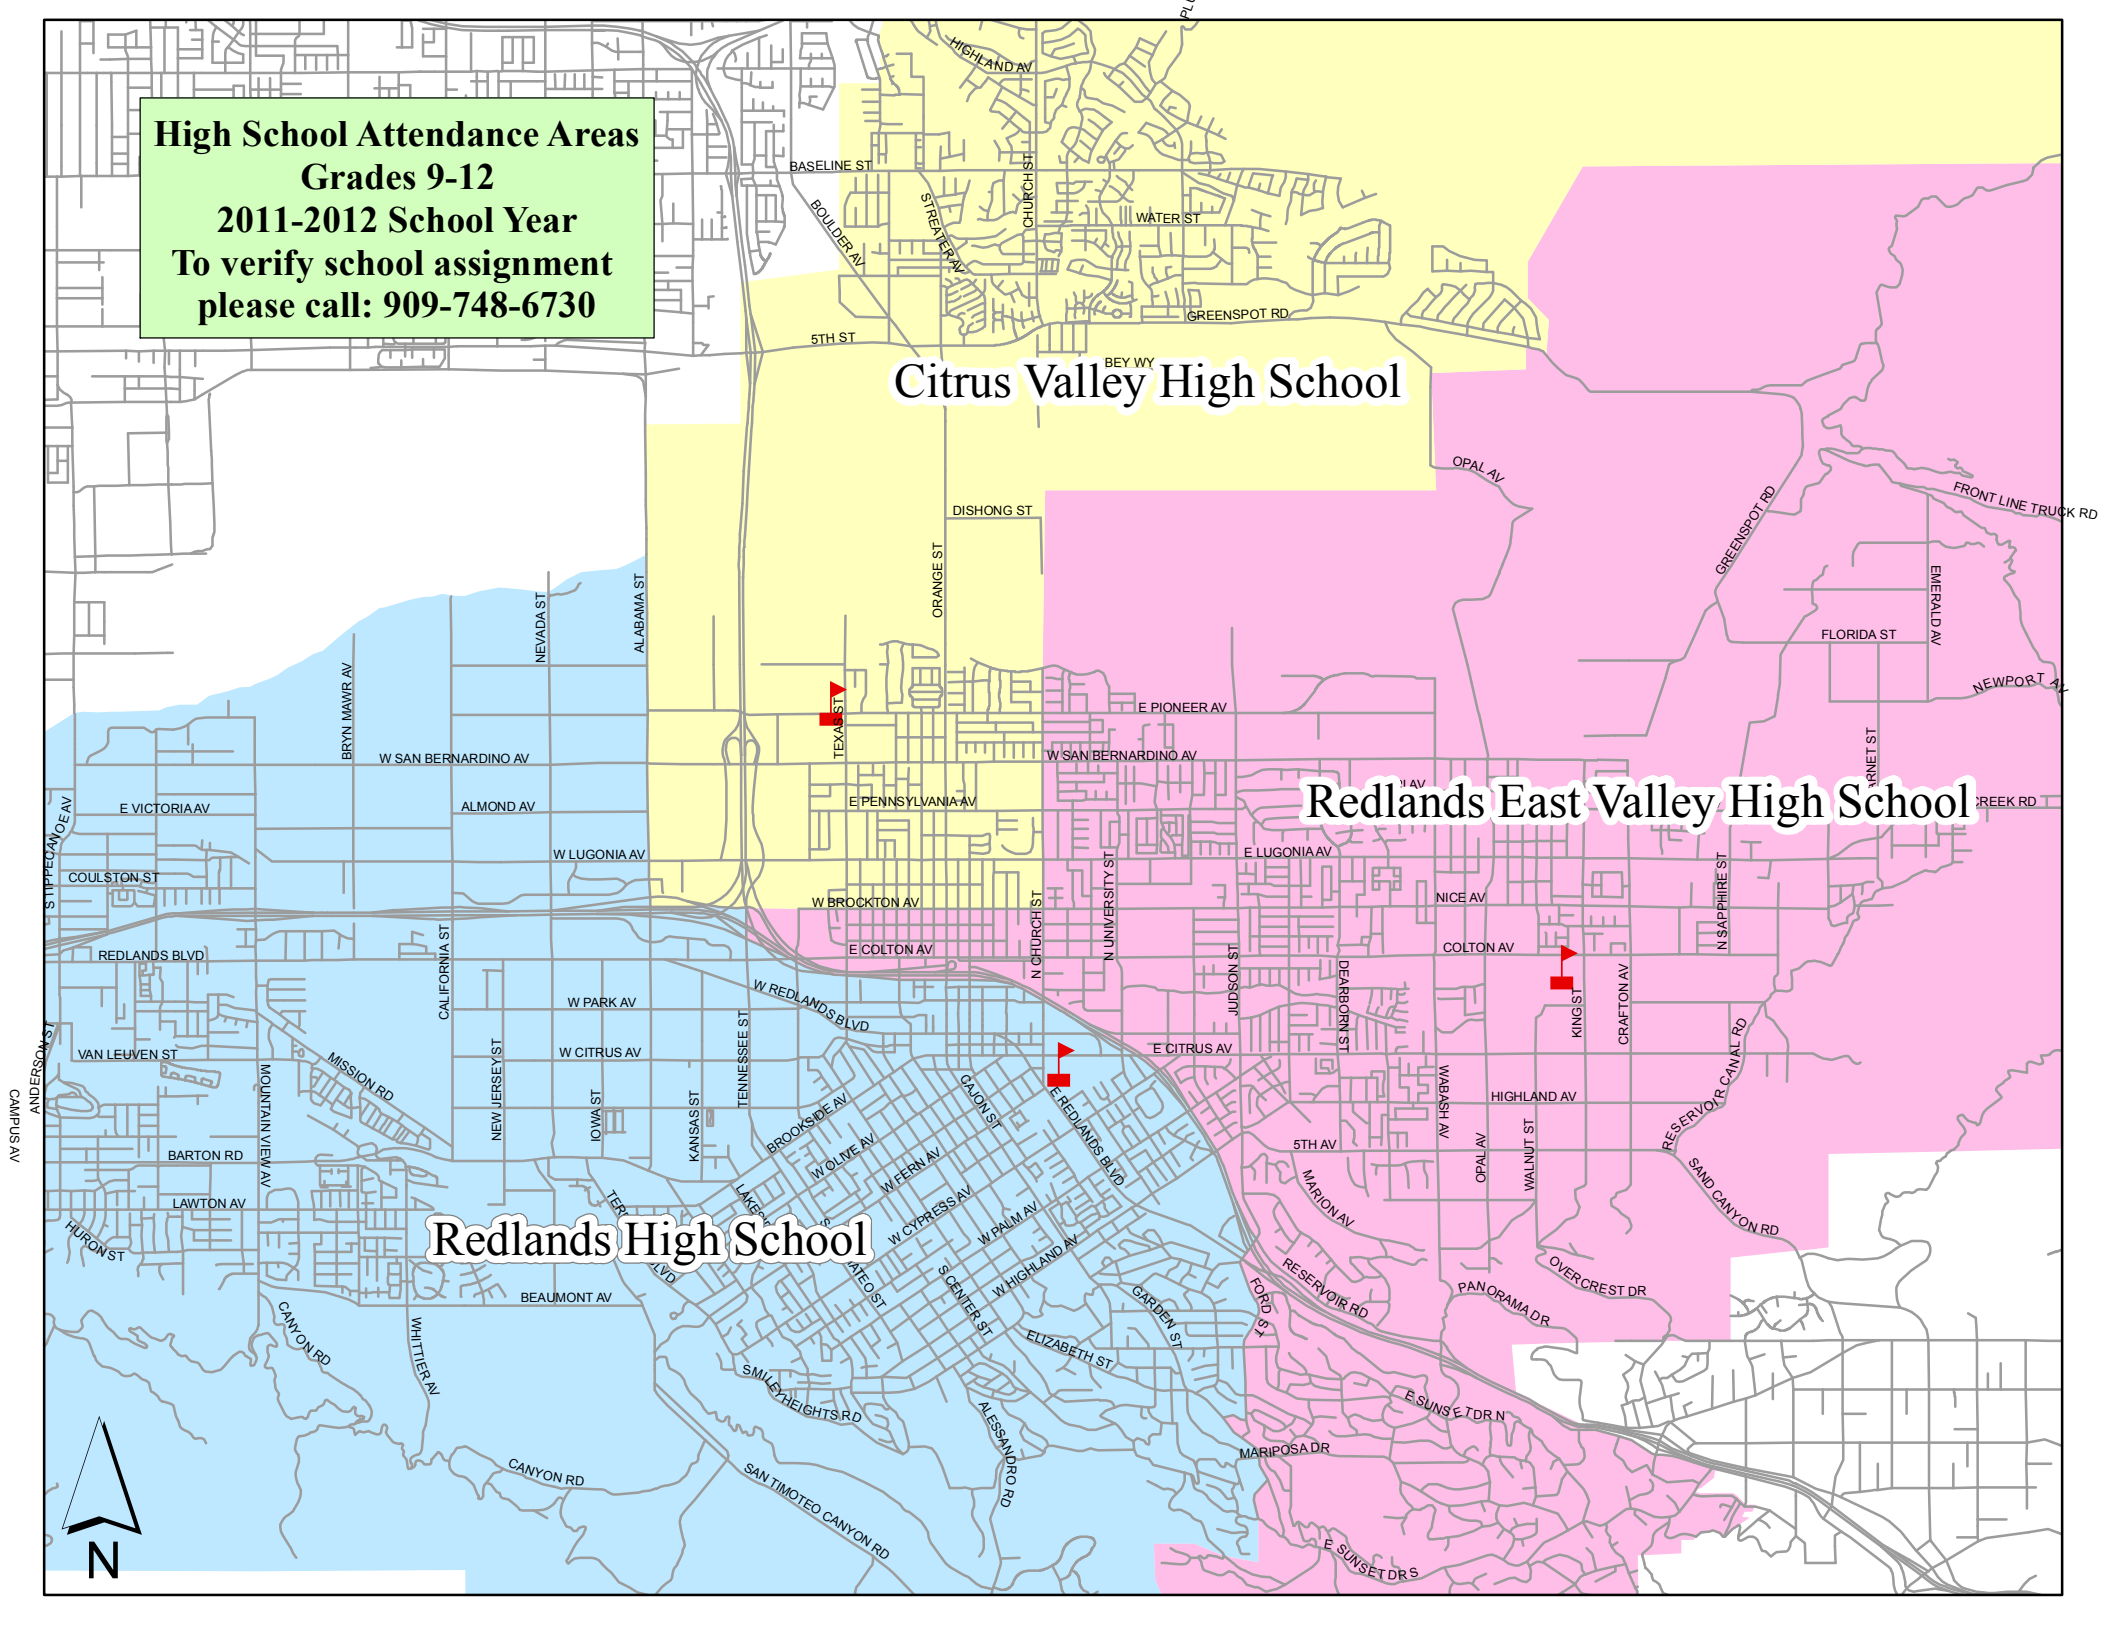 High School Attendance Areas
Grades 9-12
2011-2012 School Year
To verify school assignment
please call: 909-748-6730
HIGHLAND AV
BASELINE ST
CHURCH ST
STREATER AV
BOULDER AV
WATER ST
GREENSPOT RD
5TH ST
BEY WY
Citrus Valley High School
OPAL AV
GREENSPOT RD
FRONT LINE TRUCK RD
DISHONG ST
ORANGE ST
NEVADA ST
ALABAMA ST
EMERALD AV
FLORIDA ST
BRYN MAWR AV
NEWPORT AV
TEXAS ST
E PIONEER AV
W SAN BERNARDINO AV
W SAN BERNARDINO AV
Redlands East Valley High School
CREEK RD
E VICTORIA AV
ALMOND AV
E PENNSYLVANIA AV
S TIPPECANOE AV
W LUGONIA AV
E LUGONIA AV
COULSTON ST
N UNIVERSITY ST
N SAPPHIRE ST
W BROCKTON AV
NICE AV
N CHURCH ST
REDLANDS BLVD
CALIFORNIA ST
E COLTON AV
COLTON AV
JUDSON ST
DEARBORN ST
W REDLANDS BLVD
W PARK AV
KING ST
CRAFTON AV
RESERVOIR CANAL RD
VAN LEUVEN ST
MISSION RD
W CITRUS AV
E CITRUS AV
TENNESSEE ST
NEW JERSEY ST
IOWA ST
KANSAS ST
ANDERSON ST
CAMPUS AV
MOUNTAIN VIEW AV
CAJON ST
E REDLANDS BLVD
WABASH AV
HIGHLAND AV
BROOKSIDE AV
W OLIVE AV
W FERN AV
5TH AV
OPAL AV
WALNUT ST
BARTON RD
LAWTON AV
HURON ST
MARION AV
SAND CANYON RD
W CYPRESS AV
W PALM AV
W HIGHLAND AV
Redlands High School
BEAUMONT AV
CANYON RD
WHITTIER AV
S CENTER ST
GARDEN ST
FORD ST
RESERVOIR RD
PANORAMA DR
OVERCREST DR
ELIZABETH ST
SMILEY HEIGHTS RD
ALESSANDRO RD
E SUNSET DR N
MARIPOSA DR
CANYON RD
SAN TIMOTEO CANYON RD
E SUNSET DR S
N